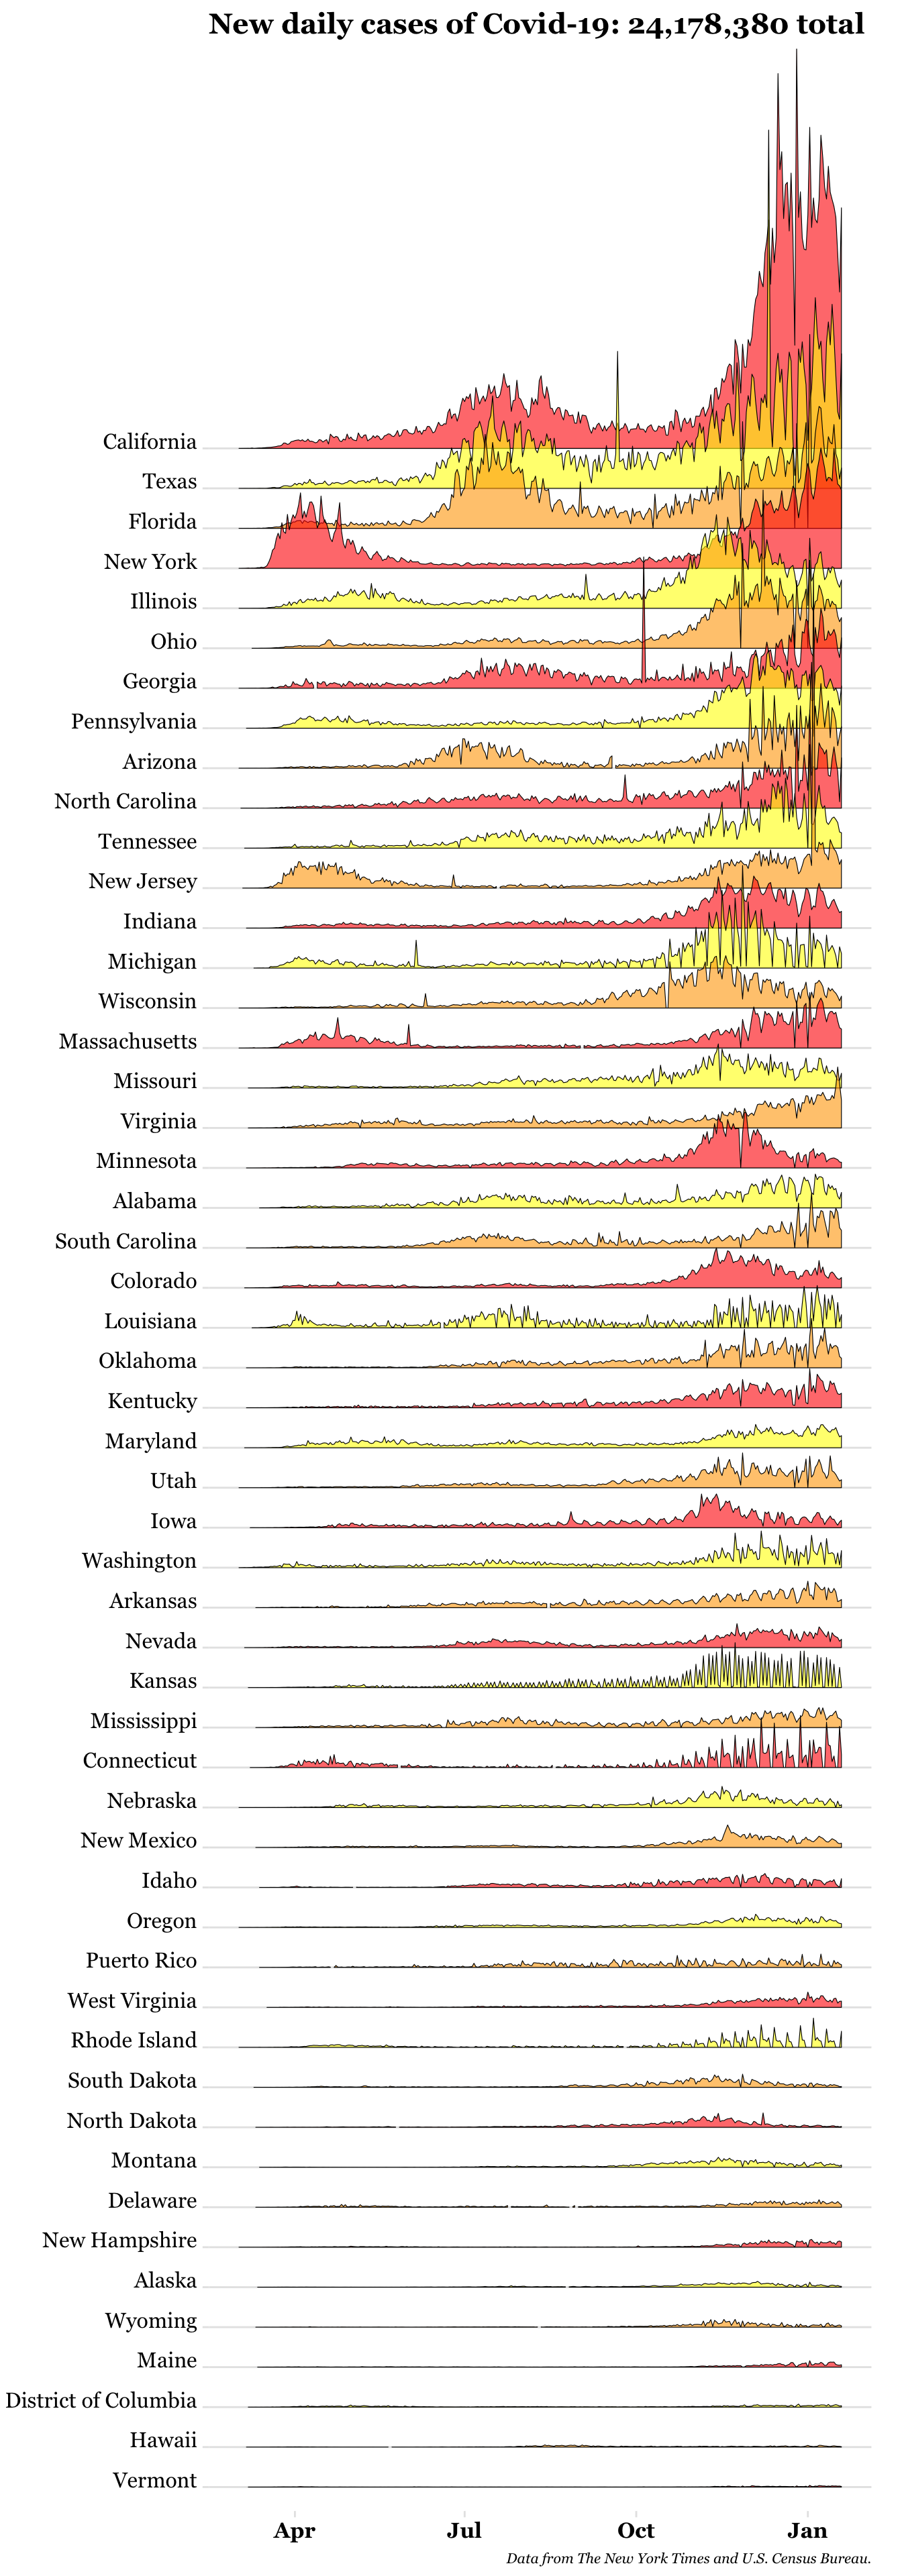 New daily cases of Covid-19: 24,178,380 total
California
Texas
Florida
New York
Illinois
Ohio
Georgia
Pennsylvania
Arizona
North Carolina
Tennessee
New Jersey
Indiana
Michigan
Wisconsin
Massachusetts
Missouri
Virginia
Minnesota
Alabama
South Carolina
Colorado
Louisiana
Oklahoma
Kentucky
Maryland
Utah
Iowa
Washington
Arkansas
Nevada
Kansas
Mississippi
Connecticut
Nebraska
New Mexico
Idaho
Oregon
Puerto Rico
West Virginia
Rhode Island
South Dakota
North Dakota
Montana
Delaware
New Hampshire
Alaska
Wyoming
Maine
District of Columbia
Hawaii
Vermont
Apr Jul Oct Jan
Data from The New York Times and U.S. Census Bureau.